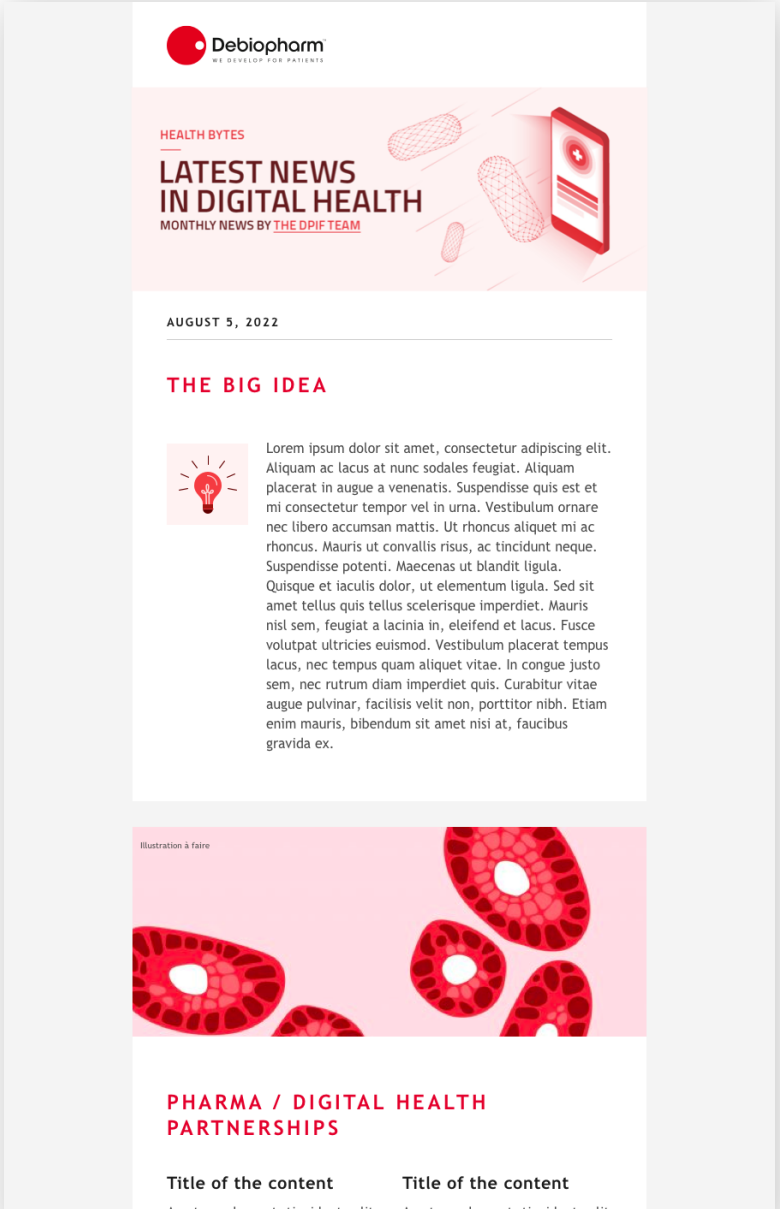 Debiopharm™
WE DEVELOP FOR PATIENTS
HEALTH BYTES
LATEST NEWS
IN DIGITAL HEALTH
MONTHLY NEWS BY THE DPIF TEAM
AUGUST 5, 2022
THE BIG IDEA
Lorem ipsum dolor sit amet, consectetur adipiscing elit.
Aliquam ac lacus at nunc sodales feugiat. Aliquam
placerat in augue a venenatis. Suspendisse quis est et
mi consectetur tempor vel in urna. Vestibulum ornare
nec libero accumsan mattis. Ut rhoncus aliquet mi ac
rhoncus. Mauris ut convallis risus, ac tincidunt neque.
Suspendisse potenti. Maecenas ut blandit ligula.
Quisque et iaculis dolor, ut elementum ligula. Sed sit
amet tellus quis tellus scelerisque imperdiet. Mauris
nisl sem, feugiat a lacinia in, eleifend et lacus. Fusce
volutpat ultricies euismod. Vestibulum placerat tempus
lacus, nec tempus quam aliquet vitae. In congue justo
sem, nec rutrum diam imperdiet quis. Curabitur vitae
augue pulvinar, facilisis velit non, porttitor nibh. Etiam
enim mauris, bibendum sit amet nisi at, faucibus
gravida ex.
Illustration à faire
PHARMA / DIGITAL HEALTH
PARTNERSHIPS
Title of the content
Title of the content